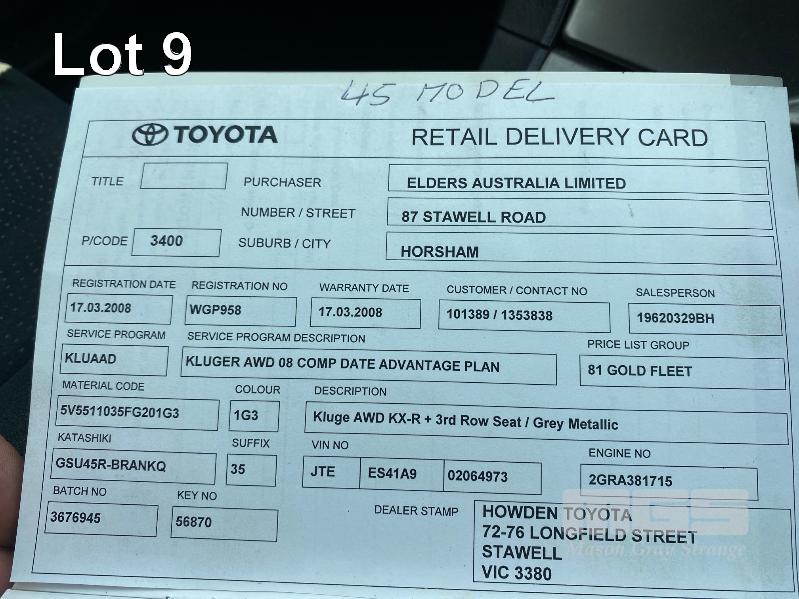 Lot 9
45 MODEL
TOYOTA RETAIL DELIVERY CARD
TITLE PURCHASER ELDERS AUSTRALIA LIMITED
NUMBER / STREET 87 STAWELL ROAD
P/CODE 3400 SUBURB / CITY HORSHAM
REGISTRATION DATE REGISTRATION NO WARRANTY DATE CUSTOMER / CONTACT NO SALESPERSON
17.03.2008 WGP958 17.03.2008 101389 / 1353838 19620329BH
SERVICE PROGRAM SERVICE PROGRAM DESCRIPTION PRICE LIST GROUP
KLUAAD KLUGER AWD 08 COMP DATE ADVANTAGE PLAN 81 GOLD FLEET
MATERIAL CODE COLOUR DESCRIPTION
5V5511035FG201G3 1G3 Kluge AWD KX-R + 3rd Row Seat / Grey Metallic
KATASHIKI SUFFIX VIN NO ENGINE NO
GSU45R-BRANKQ 35 JTE ES41A9 02064973 2GRA381715
BATCH NO KEY NO DEALER STAMP
3676945 56870
HOWDEN TOYOTA
72-76 LONGFIELD STREET
STAWELL
VIC 3380
MGS
Mason Gray Strange